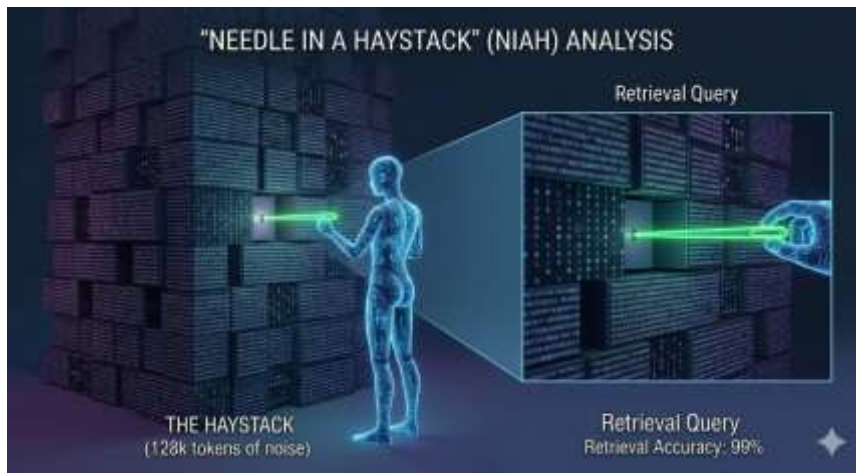 "NEEDLE IN A HAYSTACK" (NIAH) ANALYSIS
Retrieval Query
THE HAYSTACK
(128k tokens of noise)
Retrieval Query
Retrieval Accuracy: 99%